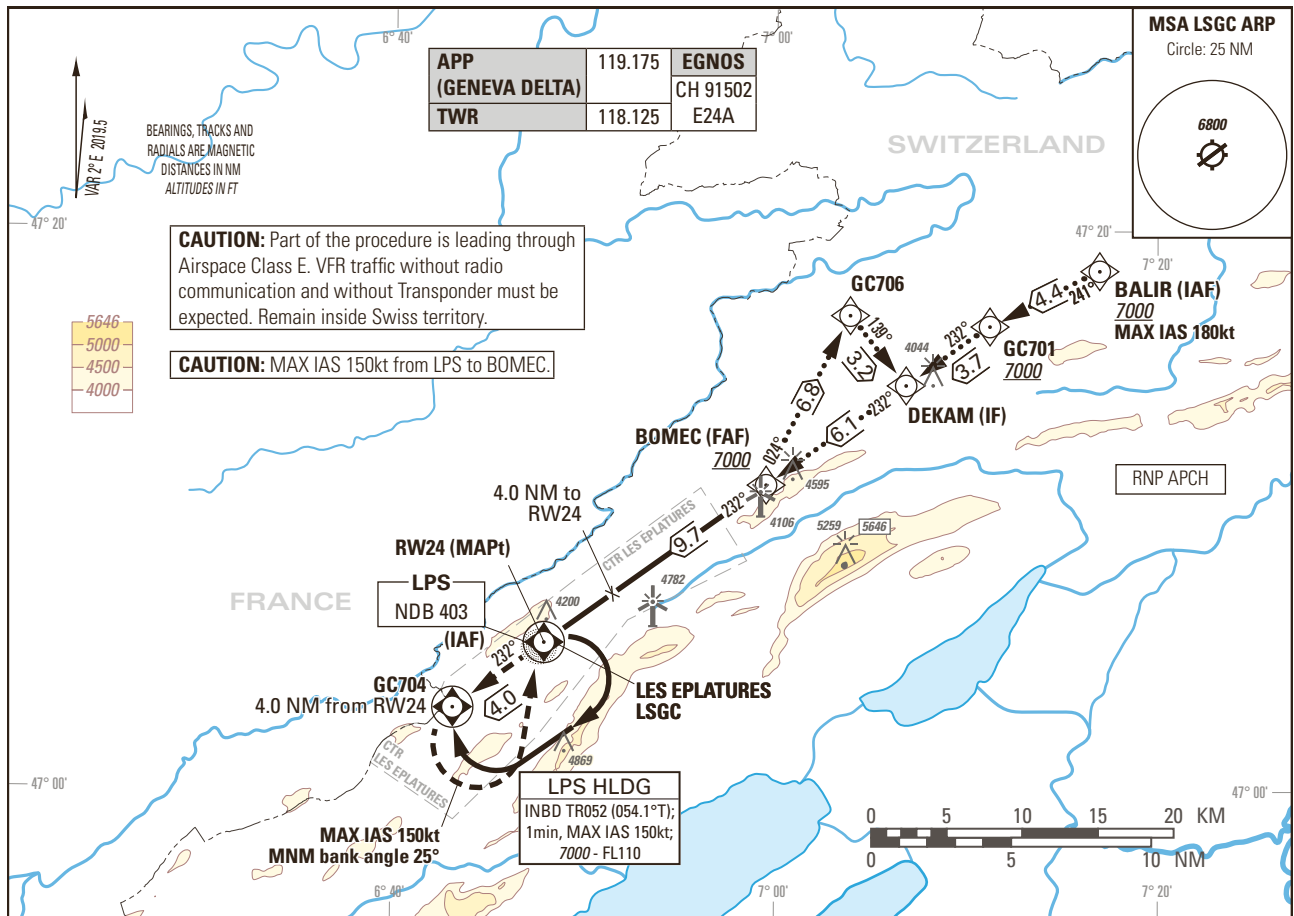 6° 40'
7° 00'
MSA LSGC ARP
Circle: 25 NM
6800
APP
(GENEVA DELTA)
119.175
EGNOS
CH 91502
E24A
TWR
118.125
VAR 2° E 2019.5
BEARINGS, TRACKS AND
RADIALS ARE MAGNETIC
DISTANCES IN NM
ALTITUDES IN FT
SWITZERLAND
47° 20'
47° 20'
7° 20'
CAUTION: Part of the procedure is leading through
Airspace Class E. VFR traffic without radio
communication and without Transponder must be
expected. Remain inside Swiss territory.
CAUTION: MAX IAS 150kt from LPS to BOMEC.
5646
5000
4500
4000
GC706
139°
3.2
6.8
024°
4.4
241°
BALIR (IAF)
7000
MAX IAS 180kt
232°
GC701
7000
3.7
4044
DEKAM (IF)
232°
6.1
BOMEC (FAF)
7000
4595
4106
232°
RNP APCH
5259
5646
4.0 NM to
RW24
9.7
CTR LES EPLATURES
RW24 (MAPt)
LPS
NDB 403
(IAF)
4200
4782
FRANCE
232°
GC704
4.0 NM from RW24
4.0
LES EPLATURES
LSGC
CTR
LES EPLATURES
4869
47° 00'
47° 00'
LPS HLDG
INBD TR052 (054.1°T);
1min, MAX IAS 150kt;
7000 - FL110
MAX IAS 150kt
MNM bank angle 25°
0 5 10 15 20 KM
0 5 10 NM
6° 40'
7° 00'
7° 20'